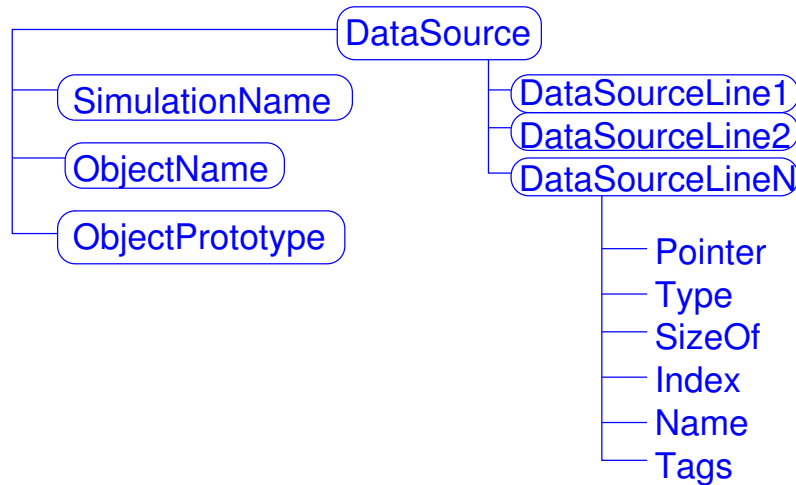 DataSource
SimulationName
ObjectName
ObjectPrototype
DataSourceLine1
DataSourceLine2
DataSourceLineN
Pointer
Type
SizeOf
Index
Name
Tags